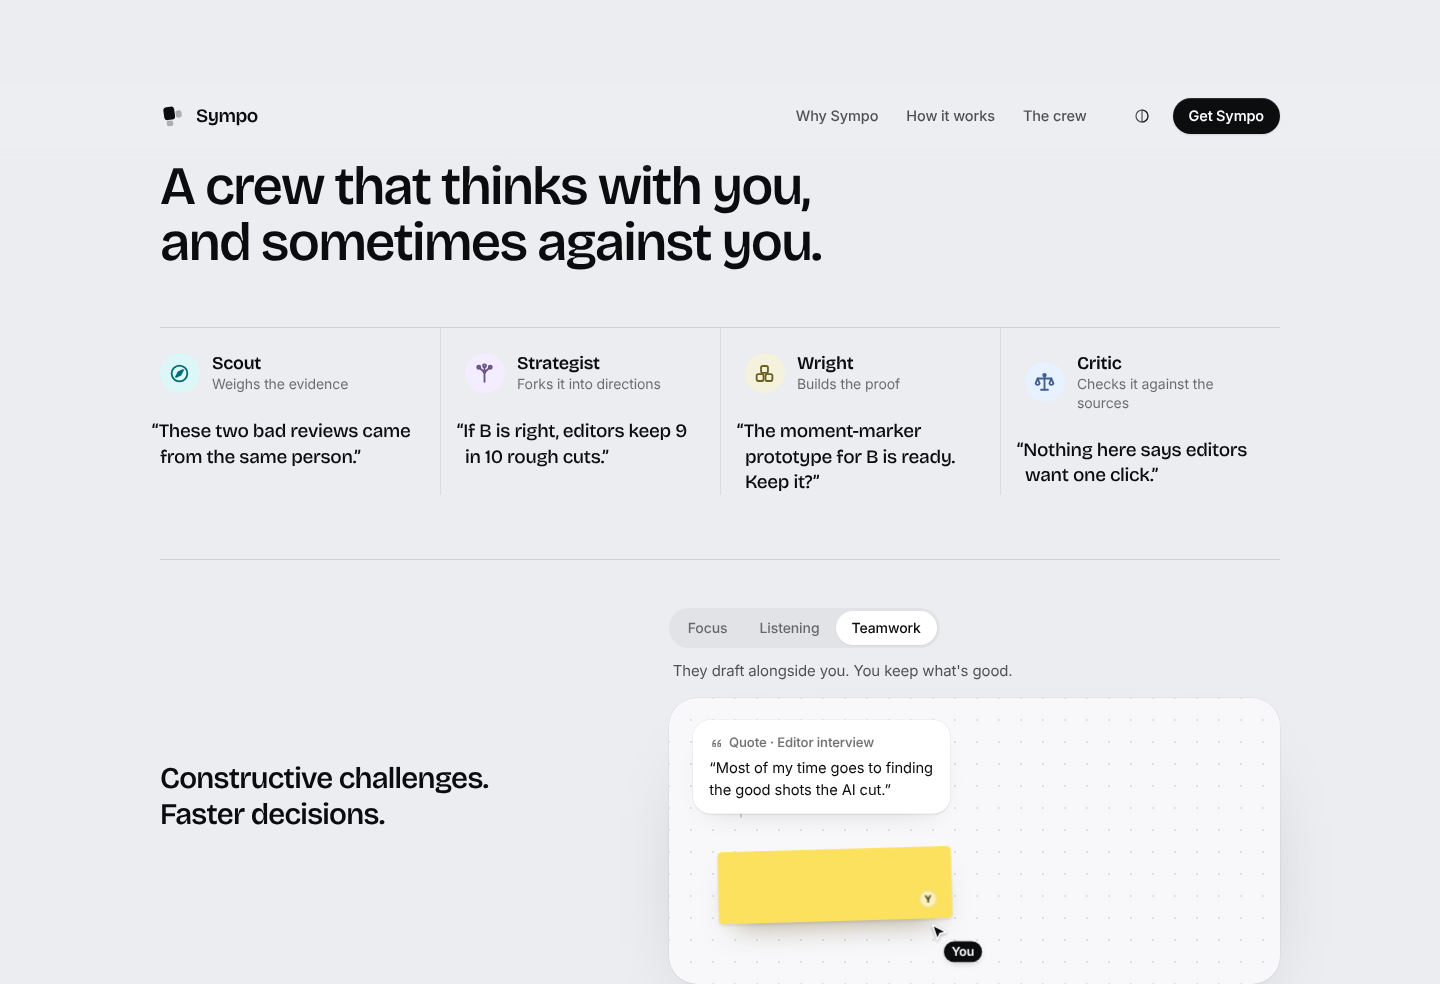 Sympo
Why Sympo
How it works
The crew
Get Sympo
A crew that thinks with you,
and sometimes against you.
Scout
Weighs the evidence
“These two bad reviews came
from the same person.”
Strategist
Forks it into directions
“If B is right, editors keep 9
in 10 rough cuts.”
Wright
Builds the proof
“The moment-marker
prototype for B is ready.
Keep it?”
Critic
Checks it against the
sources
“Nothing here says editors
want one click.”
Focus
Listening
Teamwork
They draft alongside you. You keep what's good.
Constructive challenges.
Faster decisions.
Quote · Editor interview
“Most of my time goes to finding
the good shots the AI cut.”
Y
You